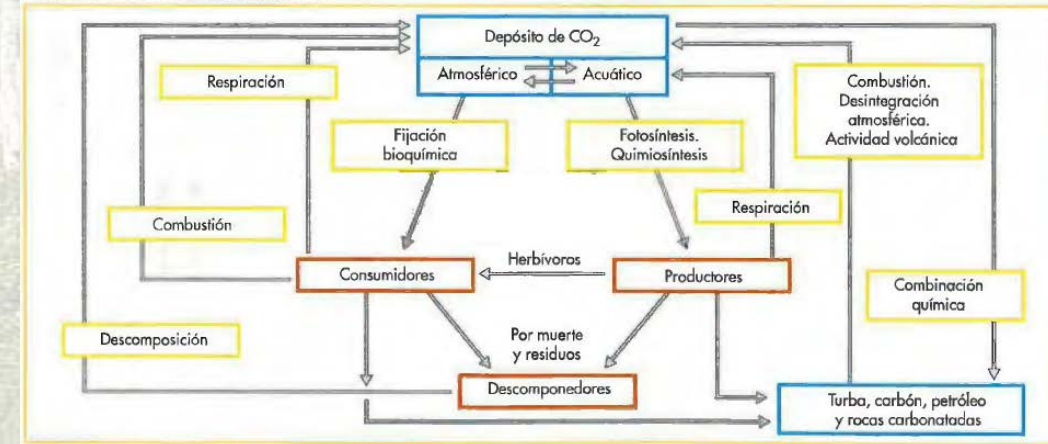 Depósito de CO₂
Atmosférico
Acuático
Respiración
Combustión.
Desintegración
atmosférica.
Actividad volcánica
Fijación
bioquímica
Fotosíntesis.
Quimiosíntesis
Respiración
Combustión
Herbívoros
Consumidores
Productores
Combinación
química
Descomposición
Por muerte
y residuos
Descomponedores
Turba, carbón, petróleo
y rocas carbonatadas